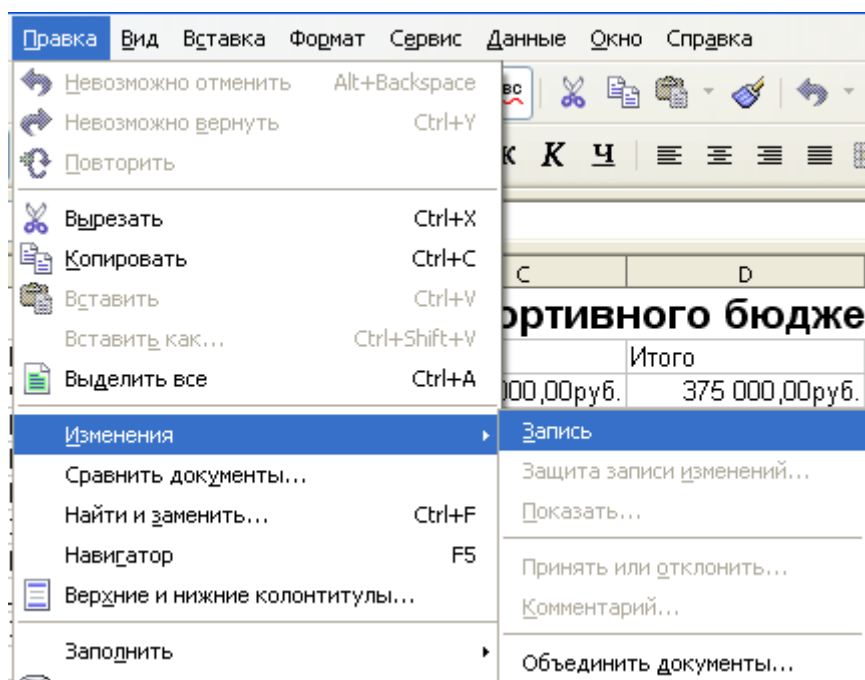 Правка Вид Вставка Формат Сервис Данные Окно Справка
Невозможно отменить Alt+Backspace
Невозможно вернуть Ctrl+Y
Повторить
К Ч
Вырезать Ctrl+X
Копировать Ctrl+C
Вставить Ctrl+V
Вставить как... Ctrl+Shift+V
Выделить все Ctrl+A
C D
ортивного бюдже
Итого
000,00руб. 375 000,00руб.
Изменения
Сравнить документы...
Найти и заменить... Ctrl+F
Навигатор F5
Верхние и нижние колонтитулы...
Заполнить
Запись
Защита записи изменений...
Показать...
Принять или отклонить...
Комментарий...
Объединить документы...